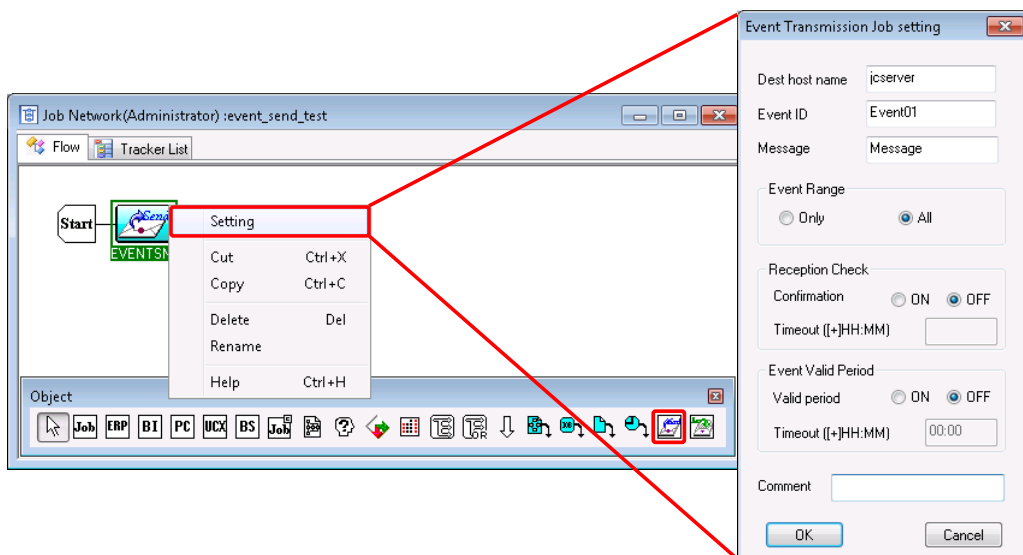 Job Network(Administrator) :event_send_test
Flow
Tracker List
Start
Send
EVENTSN
Setting
Cut Ctrl+X
Copy Ctrl+C
Delete Del
Rename
Help Ctrl+H
Object
Job ERP BI PC UCX BS Job
Event Transmission Job setting
Dest host name jcserver
Event ID Event01
Message Message
Event Range
Only All
Reception Check
Confirmation ON OFF
Timeout ([+]HH:MM)
Event Valid Period
Valid period ON OFF
Timeout ([+]HH:MM) 00:00
Comment
OK Cancel